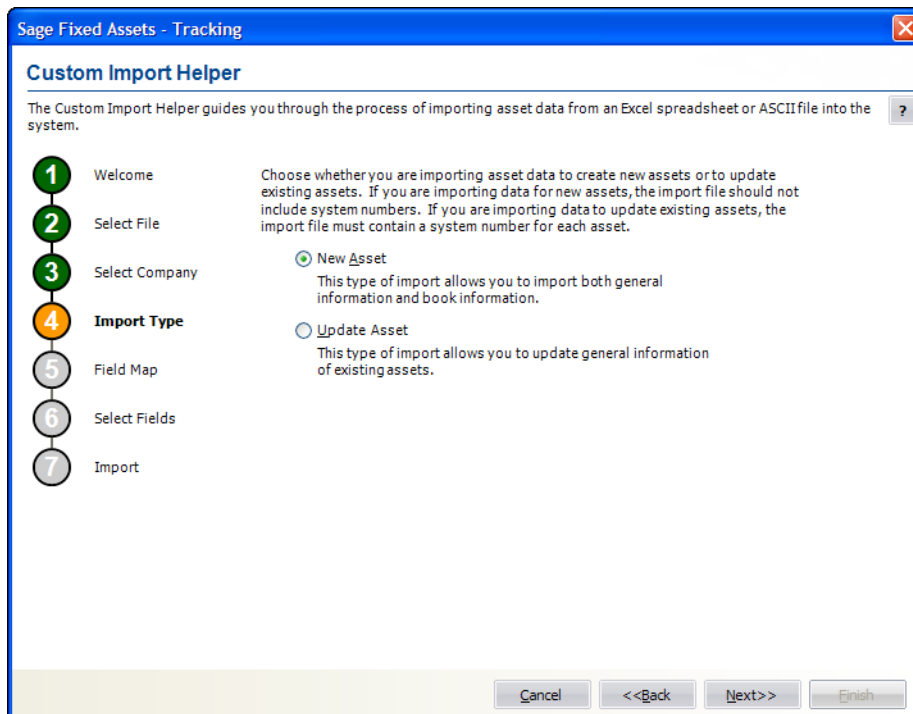 Sage Fixed Assets - Tracking
Custom Import Helper
The Custom Import Helper guides you through the process of importing asset data from an Excel spreadsheet or ASCII file into the
system.
?
1 Welcome
2 Select File
3 Select Company
4 Import Type
5 Field Map
6 Select Fields
7 Import
Choose whether you are importing asset data to create new assets or to update
existing assets. If you are importing data for new assets, the import file should not
include system numbers. If you are importing data to update existing assets, the
import file must contain a system number for each asset.
New Asset
This type of import allows you to import both general
information and book information.
Update Asset
This type of import allows you to update general information
of existing assets.
Cancel <<Back Next>> Finish